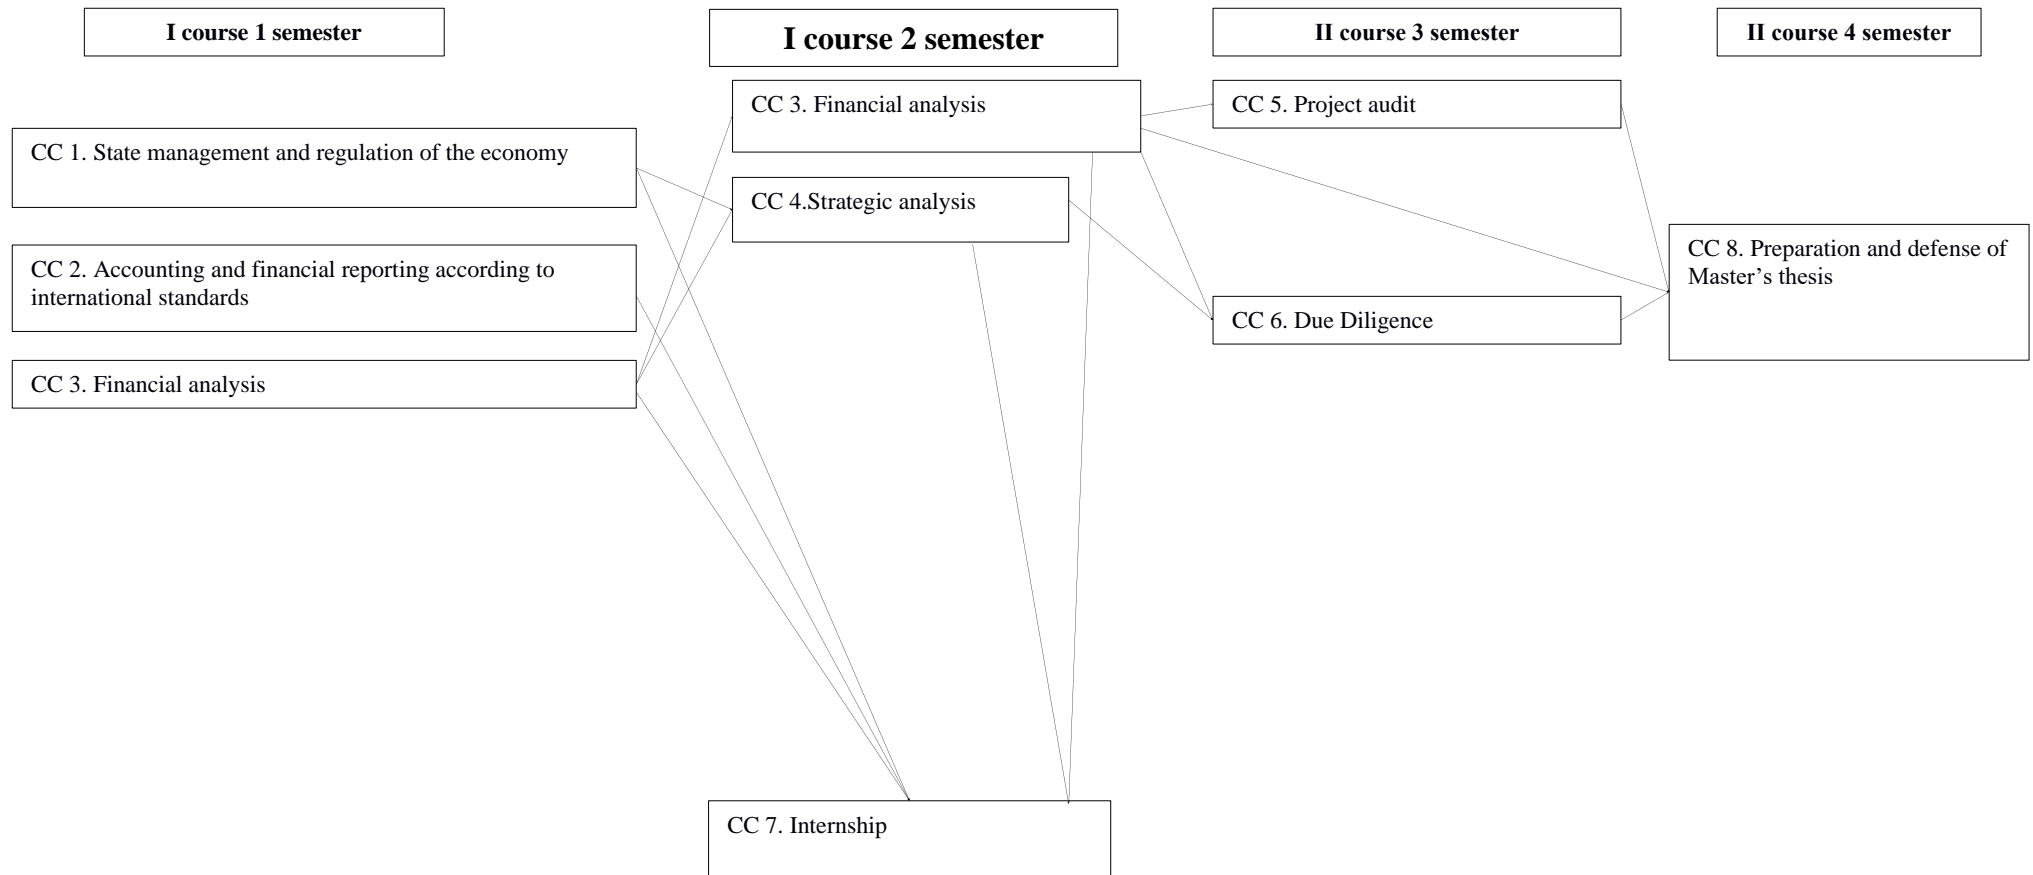 I course 1 semester
I course 2 semester
II course 3 semester
II course 4 semester
CC 1. State management and regulation of the economy
CC 2. Accounting and financial reporting according to
international standards
CC 3. Financial analysis
CC 3. Financial analysis
CC 4.Strategic analysis
CC 7. Internship
CC 5. Project audit
CC 6. Due Diligence
CC 8. Preparation and defense of
Master’s thesis